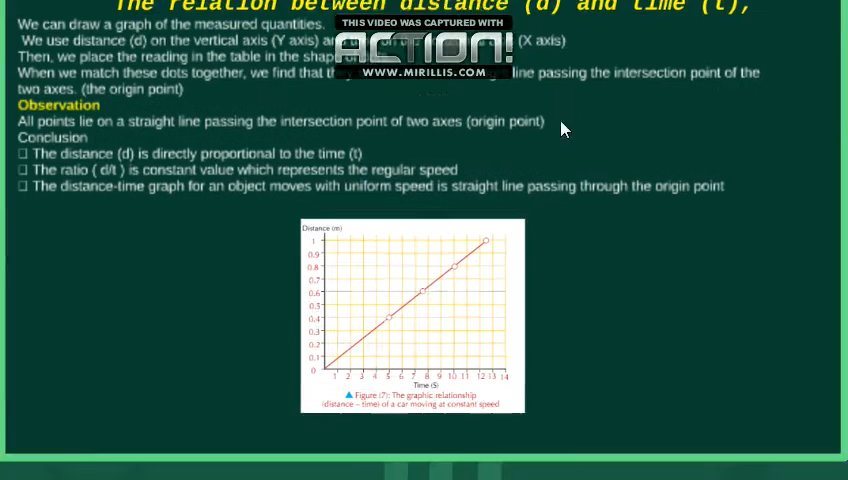 The relation between distance (d) and time (t),
We can draw a graph of the measured quantities.
THIS VIDEO WAS CAPTURED WITH
ACTION!
WWW.MIRILLIS.COM
We use distance (d) on the vertical axis (Y axis) and (X axis)
Then, we place the reading in the table in the shape
When we match these dots together, we find that line passing the intersection point of the
two axes. (the origin point)
Observation
All points lie on a straight line passing the intersection point of two axes (origin point)
Conclusion
□ The distance (d) is directly proportional to the time (t)
□ The ratio ( d/t ) is constant value which represents the regular speed
□ The distance-time graph for an object moves with uniform speed is straight line passing through the origin point
Distance (m)
1
0.9
0.8
0.7
0.6
0.5
0.4
0.3
0.2
0.1
0
1 2 3 4 5 6 7 8 9 10 11 12 13 14
Time (S)
▲ Figure (7): The graphic relationship
(distance – time) of a car moving at constant speed